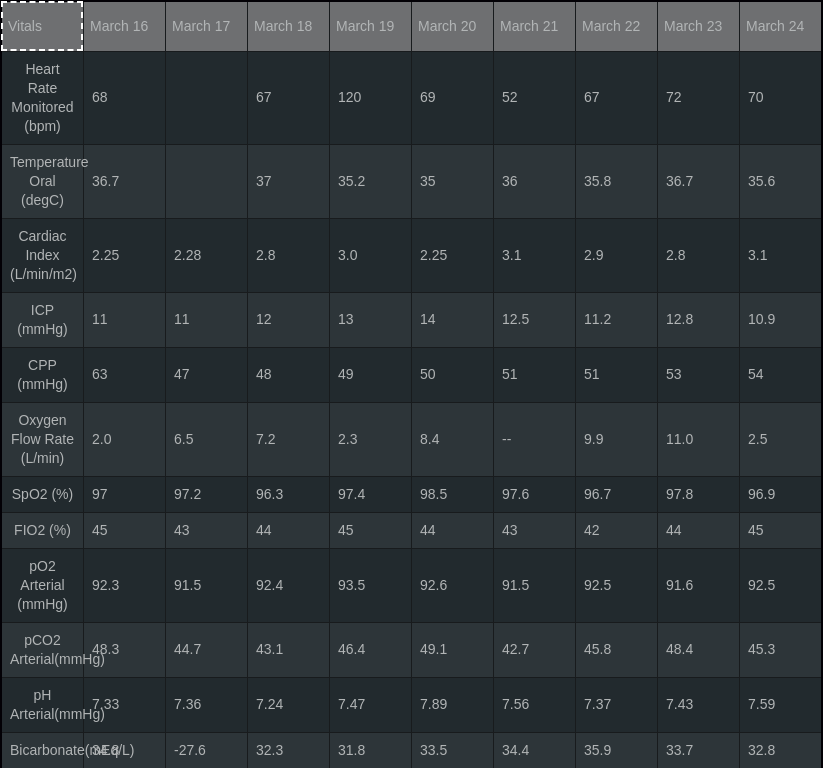 Vitals March 16 March 17 March 18 March 19 March 20 March 21 March 22 March 23 March 24
Heart
Rate
Monitored
(bpm) 68 67 120 69 52 67 72 70
Temperature
Oral
(degC) 36.7 37 35.2 35 36 35.8 36.7 35.6
Cardiac
Index
(L/min/m2) 2.25 2.28 2.8 3.0 2.25 3.1 2.9 2.8 3.1
ICP
(mmHg) 11 11 12 13 14 12.5 11.2 12.8 10.9
CPP
(mmHg) 63 47 48 49 50 51 51 53 54
Oxygen
Flow Rate
(L/min) 2.0 6.5 7.2 2.3 8.4 -- 9.9 11.0 2.5
SpO2 (%) 97 97.2 96.3 97.4 98.5 97.6 96.7 97.8 96.9
FIO2 (%) 45 43 44 45 44 43 42 44 45
pO2
Arterial
(mmHg) 92.3 91.5 92.4 93.5 92.6 91.5 92.5 91.6 92.5
pCO2
Arterial(mmHg) 48.3 44.7 43.1 46.4 49.1 42.7 45.8 48.4 45.3
pH
Arterial(mmHg) 7.33 7.36 7.24 7.47 7.89 7.56 7.37 7.43 7.59
Bicarbonate(mEq/L) -27.6 32.3 31.8 33.5 34.4 35.9 33.7 32.8